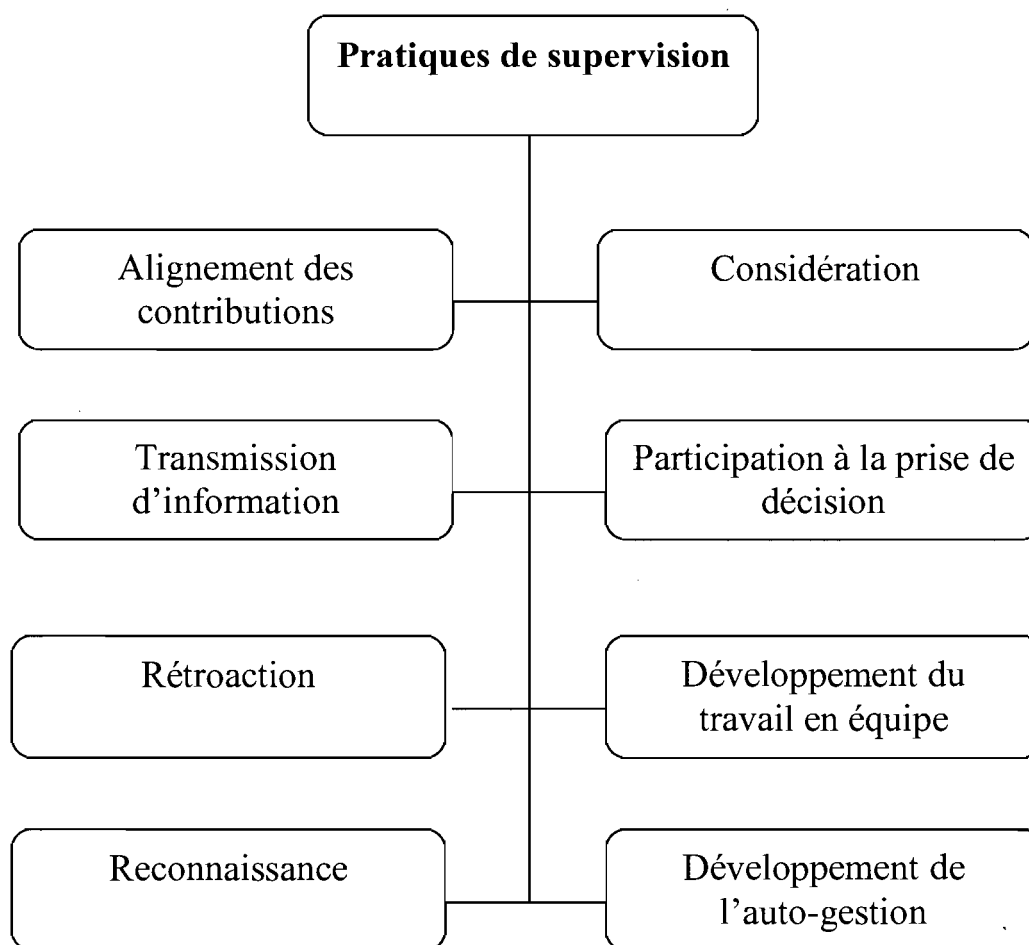 Pratiques de supervision
Alignement des
contributions
Considération
Transmission
d'information
Participation à la prise de
décision
Rétroaction
Développement du
travail en équipe
Reconnaissance
Développement de
l'auto-gestion